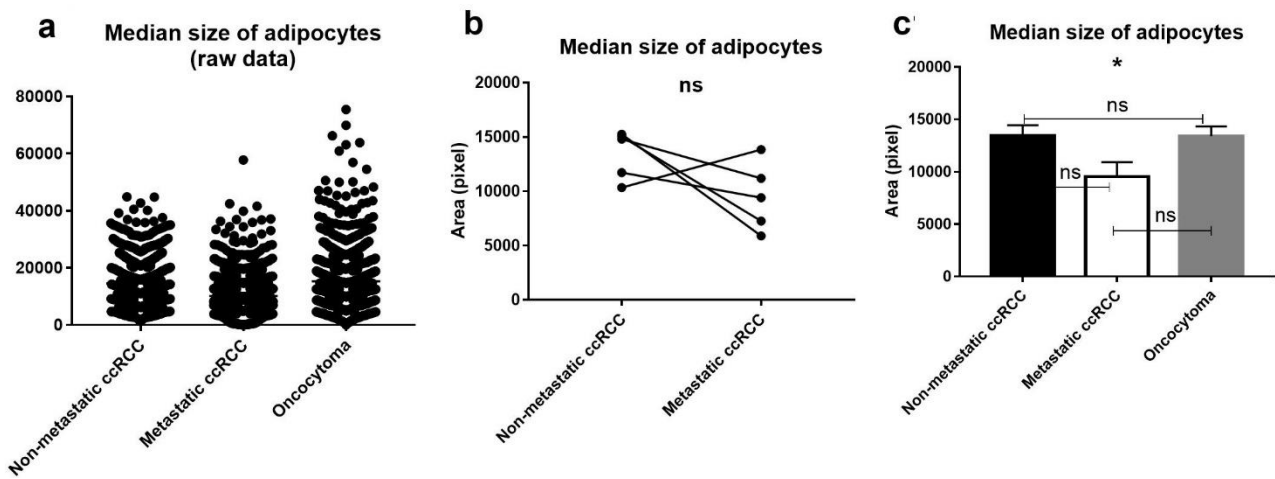 a
Median size of adipocytes
(raw data)
80000
60000
40000
20000
0
Non-metastatic ccRCC
Metastatic ccRCC
Oncocytoma
b
Median size of adipocytes
ns
Area (pixel)
20000
15000
10000
5000
0
Non-metastatic ccRCC
Metastatic ccRCC
c
Median size of adipocytes
*
Area (pixel)
20000
15000
10000
5000
0
ns
ns
ns
Non-metastatic ccRCC
Metastatic ccRCC
Oncocytoma